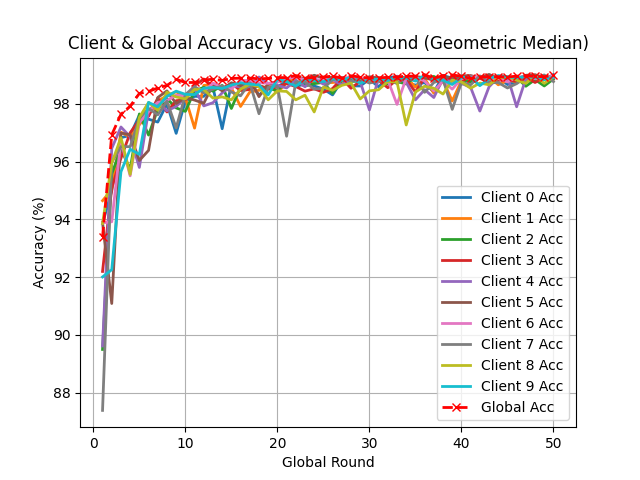 Client & Global Accuracy vs. Global Round (Geometric Median)
Accuracy (%)
98
96
94
92
90
88
0 10 20 30 40 50
Global Round
Client 0 Acc
Client 1 Acc
Client 2 Acc
Client 3 Acc
Client 4 Acc
Client 5 Acc
Client 6 Acc
Client 7 Acc
Client 8 Acc
Client 9 Acc
Global Acc